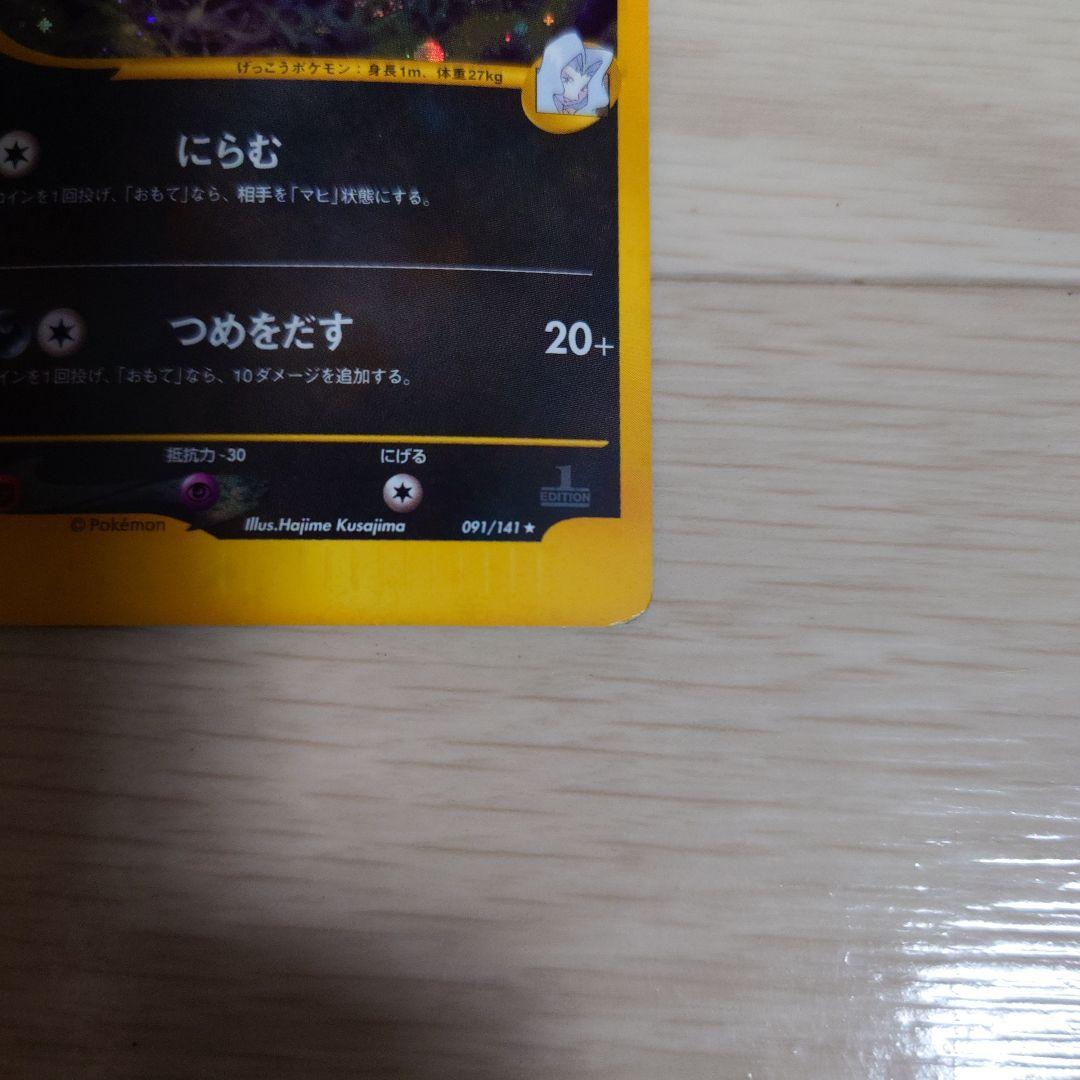 げっこうポケモン：身長1m、体重27kg
にらむ
コインを1回投げ、「おもて」なら、相手を「マヒ」状態にする。
つめをだす 20+
インを1回投げ、「おもて」なら、10ダメージを追加する。
抵抗力 -30 にげる
1
EDITION
© Pokémon Illus.Hajime Kusajima 091/141★